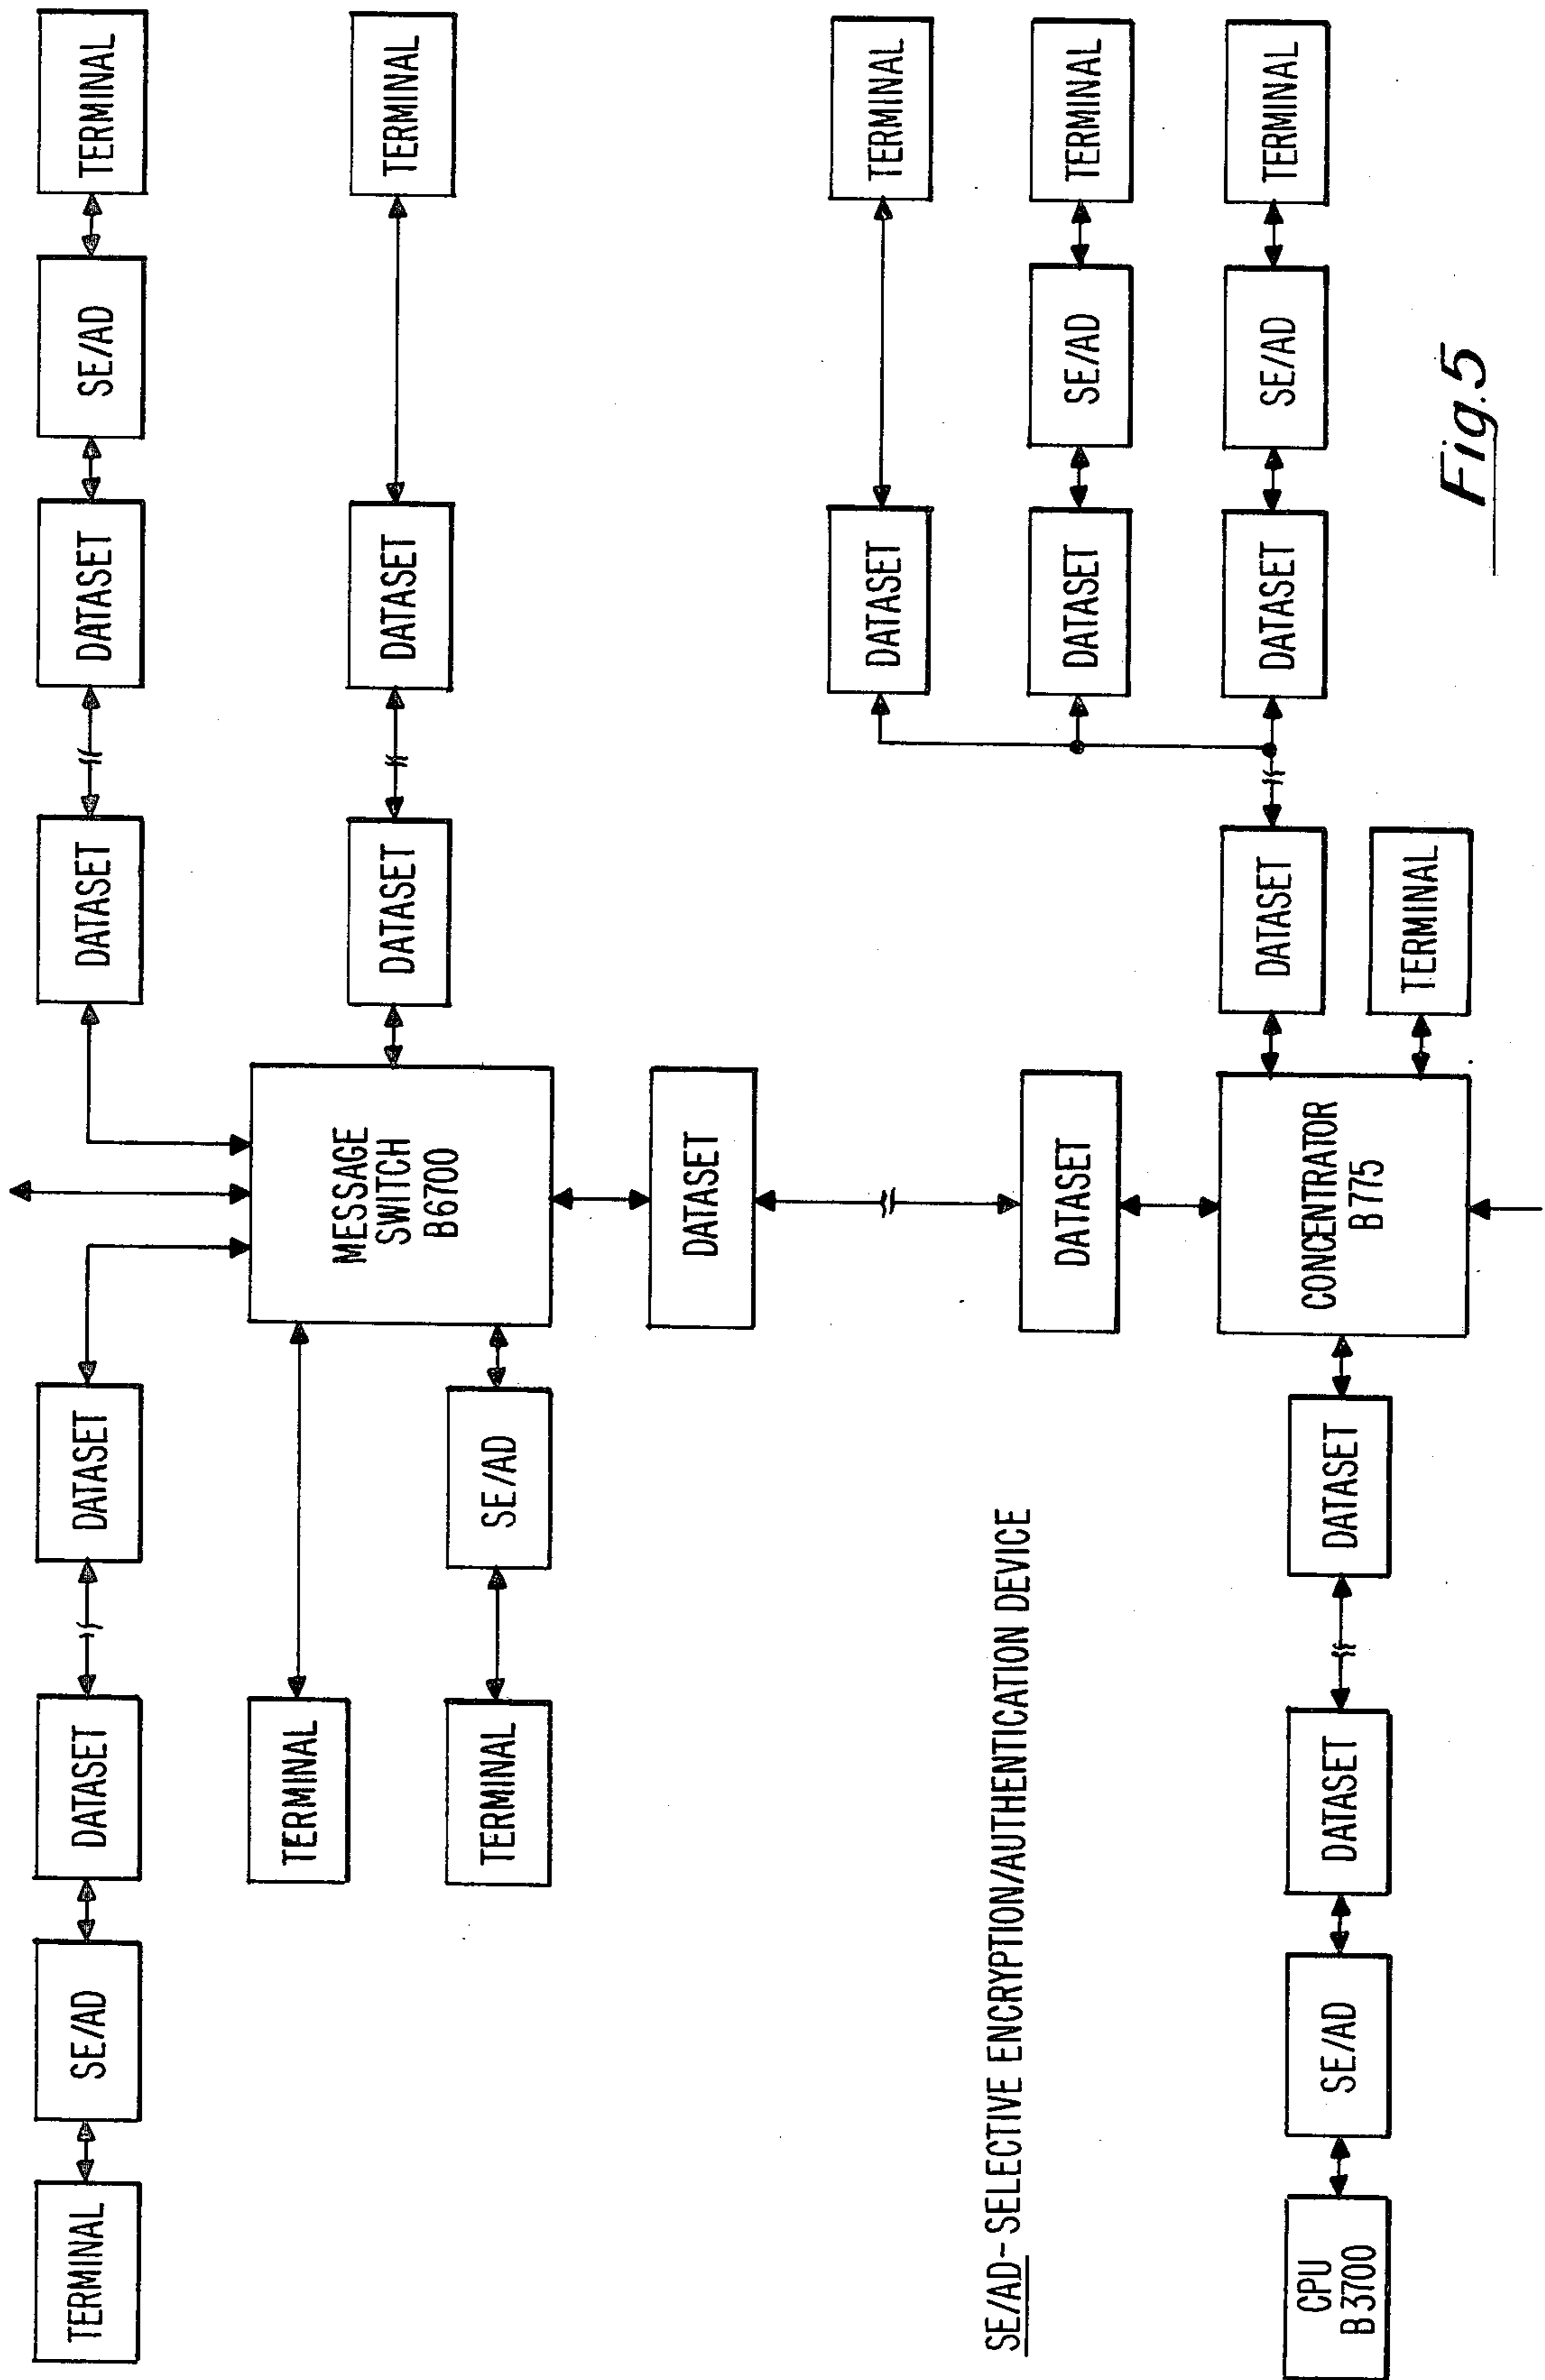 TERMINAL
SE/AD
DATASET
DATASET
DATASET
DATASET
SE/AD
TERMINAL
TERMINAL
MESSAGE
SWITCH
B6700
DATASET
DATASET
TERMINAL
TERMINAL
SE/AD
DATASET
DATASET
TERMINAL
SE/AD - SELECTIVE ENCRYPTION/AUTHENTICATION DEVICE
DATASET
DATASET
SE/AD
TERMINAL
CPU
B3700
SE/AD
DATASET
DATASET
CONCENTRATOR
B775
DATASET
DATASET
SE/AD
TERMINAL
TERMINAL
Fig. 5